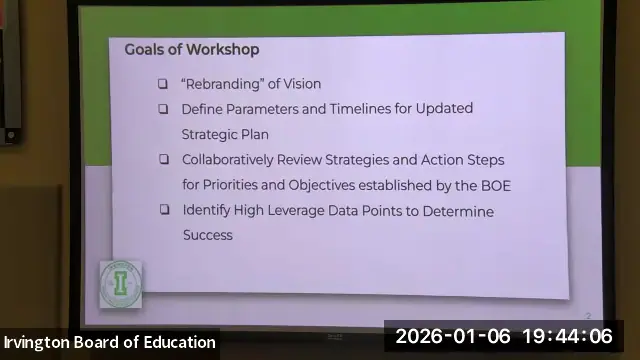 Goals of Workshop
❑ “Rebranding” of Vision
❑ Define Parameters and Timelines for Updated
Strategic Plan
❑ Collaboratively Review Strategies and Action Steps
for Priorities and Objectives established by the BOE
❑ Identify High Leverage Data Points to Determine
Success
I
2
Irvington Board of Education
2026-01-06 19:44:06